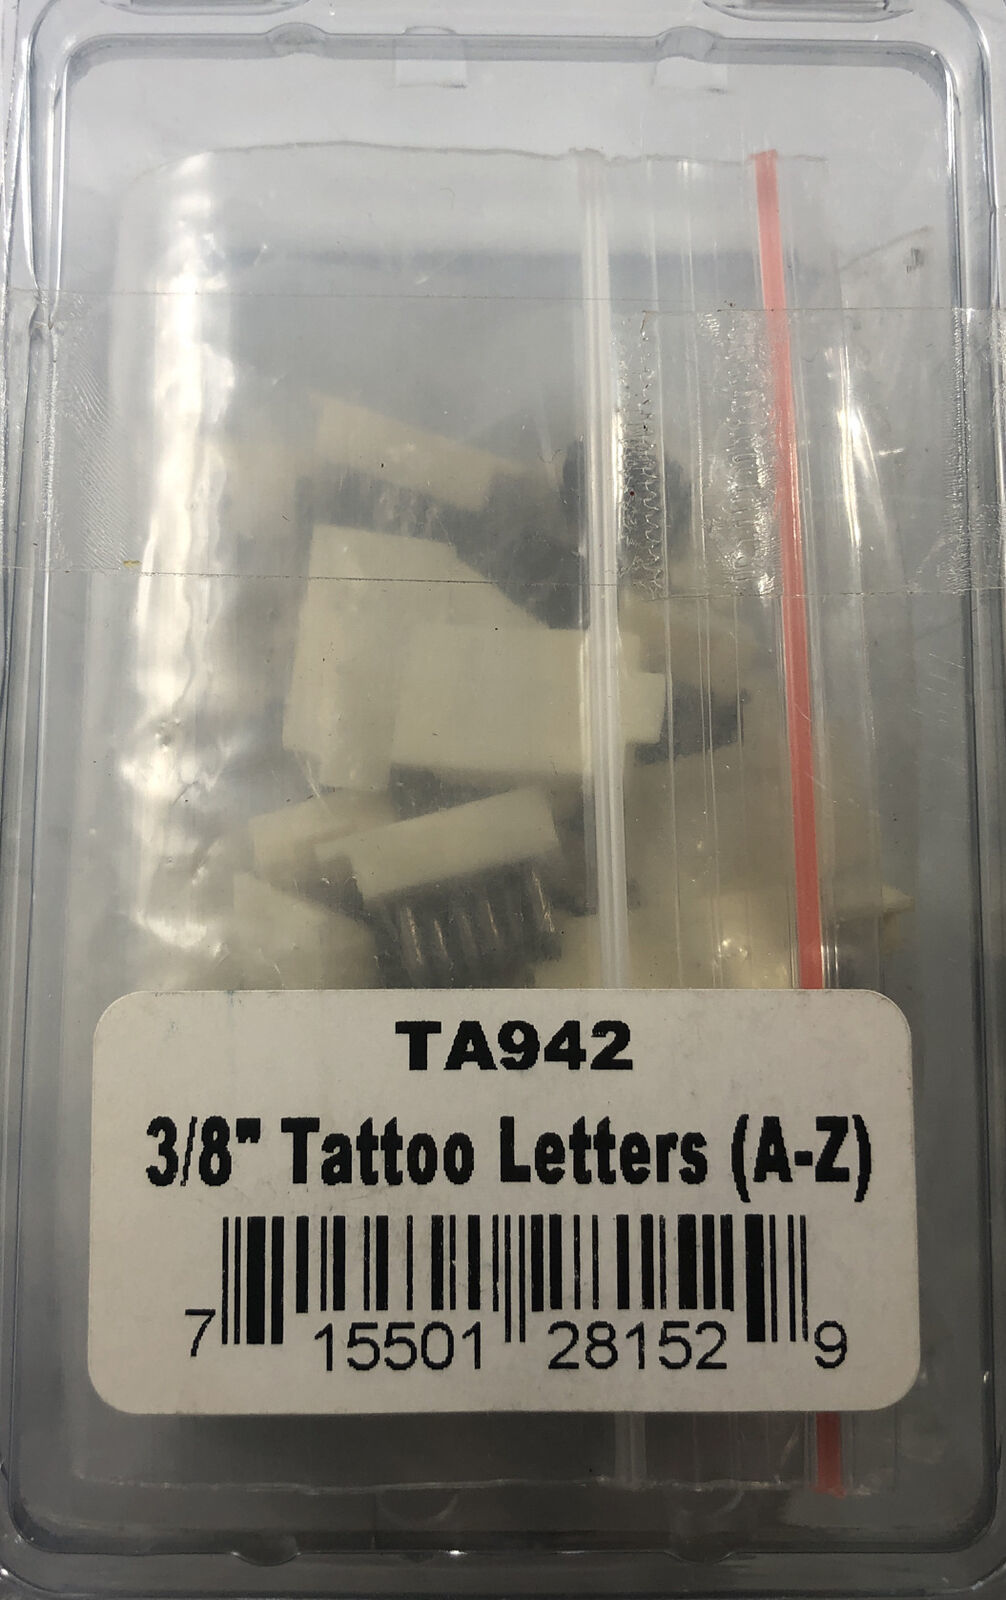 TA942
3/8" Tattoo Letters (A-Z)
7 15501 28152 9